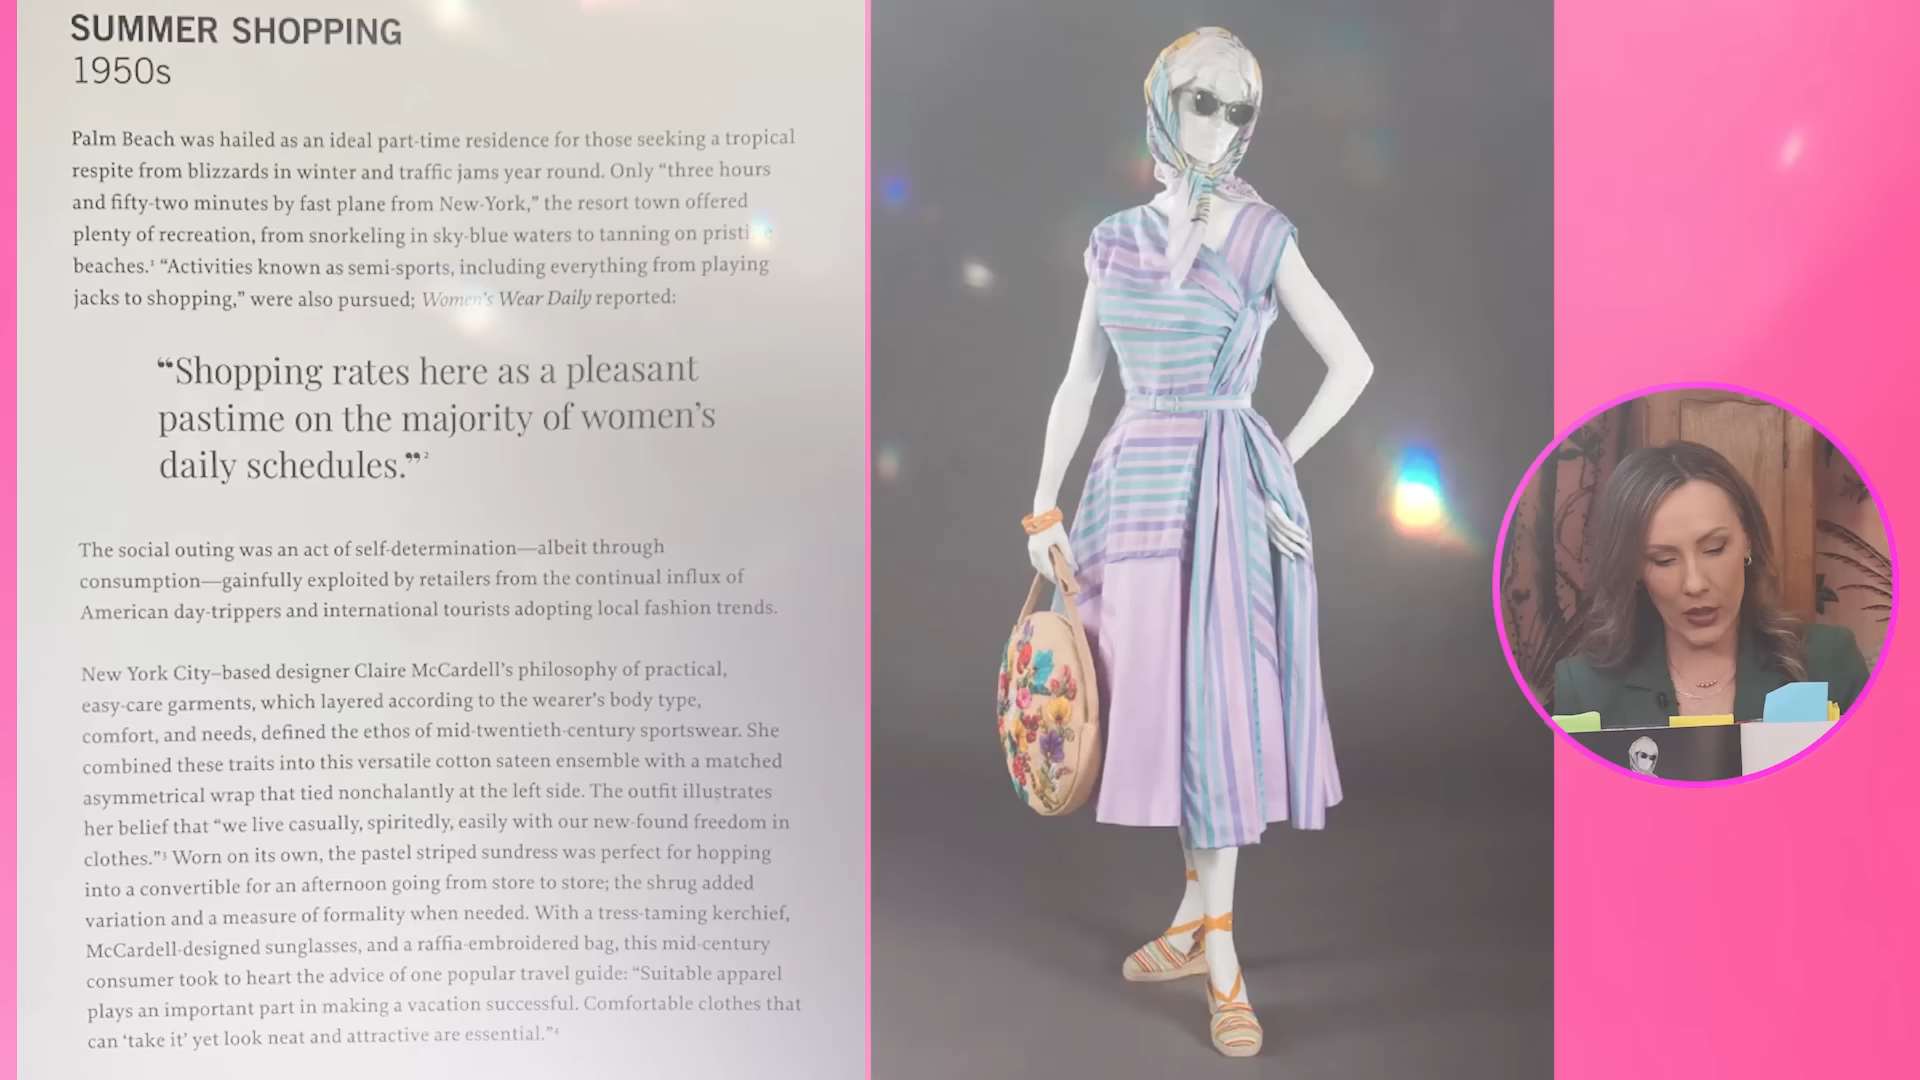 SUMMER SHOPPING
1950s
Palm Beach was hailed as an ideal part-time residence for those seeking a tropical
respite from blizzards in winter and traffic jams year round. Only “three hours
and fifty-two minutes by fast plane from New-York,” the resort town offered
plenty of recreation, from snorkeling in sky-blue waters to tanning on pristi e
beaches.¹ “Activities known as semi-sports, including everything from playing
jacks to shopping,” were also pursued; Women’s Wear Daily reported:
“Shopping rates here as a pleasant
pastime on the majority of women’s
daily schedules.”²
The social outing was an act of self-determination—albeit through
consumption—gainfully exploited by retailers from the continual influx of
American day-trippers and international tourists adopting local fashion trends.
New York City–based designer Claire McCardell’s philosophy of practical,
easy-care garments, which layered according to the wearer’s body type,
comfort, and needs, defined the ethos of mid-twentieth-century sportswear. She
combined these traits into this versatile cotton sateen ensemble with a matched
asymmetrical wrap that tied nonchalantly at the left side. The outfit illustrates
her belief that “we live casually, spiritedly, easily with our new-found freedom in
clothes.”³ Worn on its own, the pastel striped sundress was perfect for hopping
into a convertible for an afternoon going from store to store; the shrug added
variation and a measure of formality when needed. With a tress-taming kerchief,
McCardell-designed sunglasses, and a raffia-embroidered bag, this mid-century
consumer took to heart the advice of one popular travel guide: “Suitable apparel
plays an important part in making a vacation successful. Comfortable clothes that
can ‘take it’ yet look neat and attractive are essential.”⁴